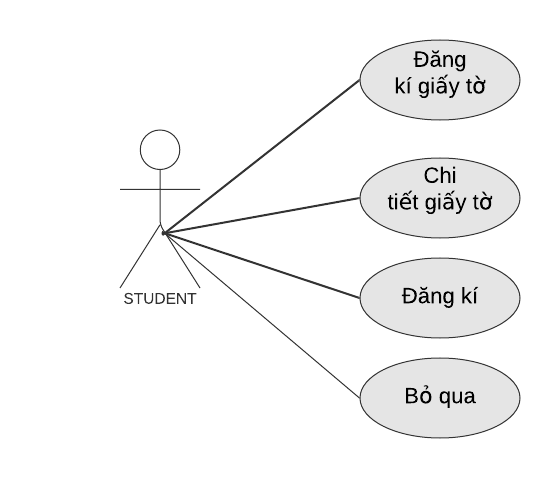 Đăng
kí giấy tờ
Chi
tiết giấy tờ
Đăng kí
Bỏ qua
STUDENT